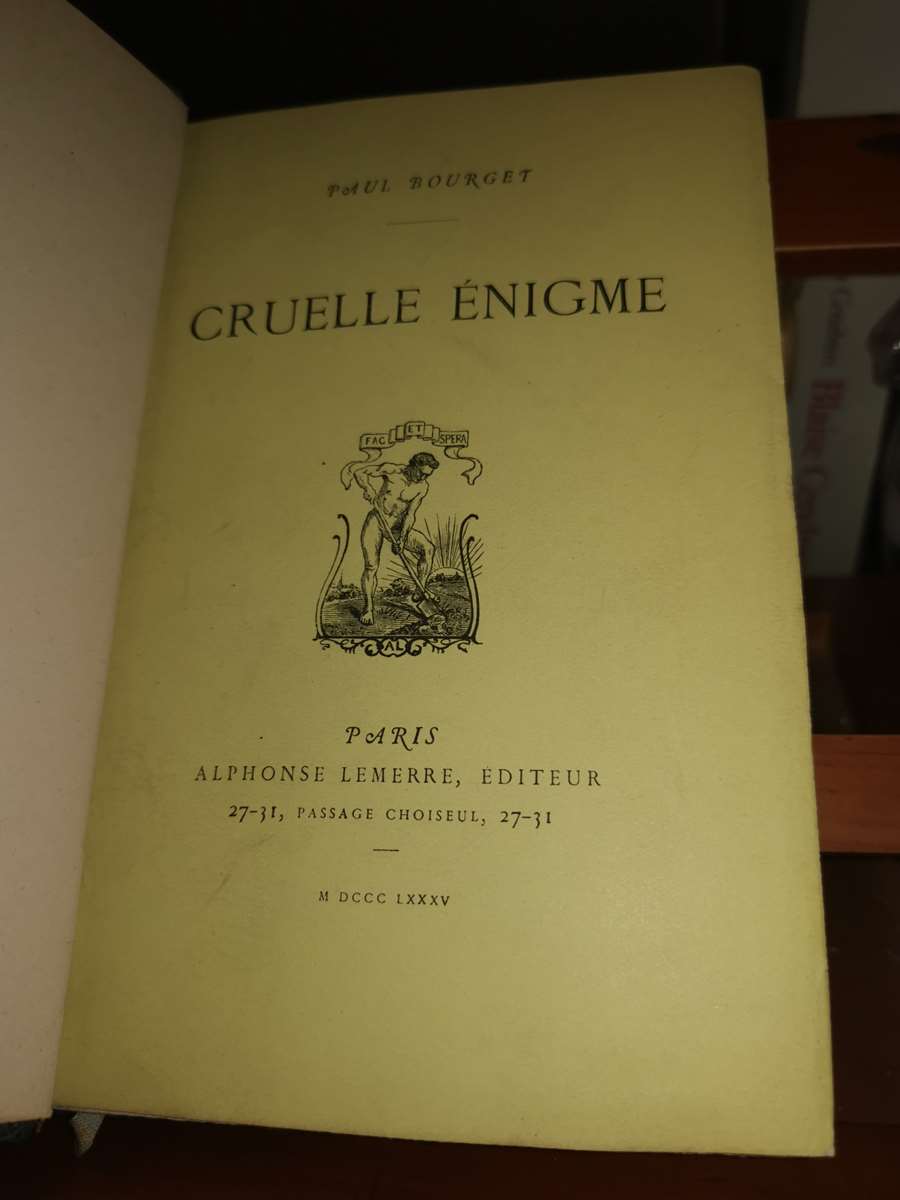 PAUL BOURGET
CRUELLE ÉNIGME
FAC ET SPERA
AL
PARIS
ALPHONSE LEMERRE, ÉDITEUR
27-31, PASSAGE CHOISEUL, 27-31
M DCCC LXXXV